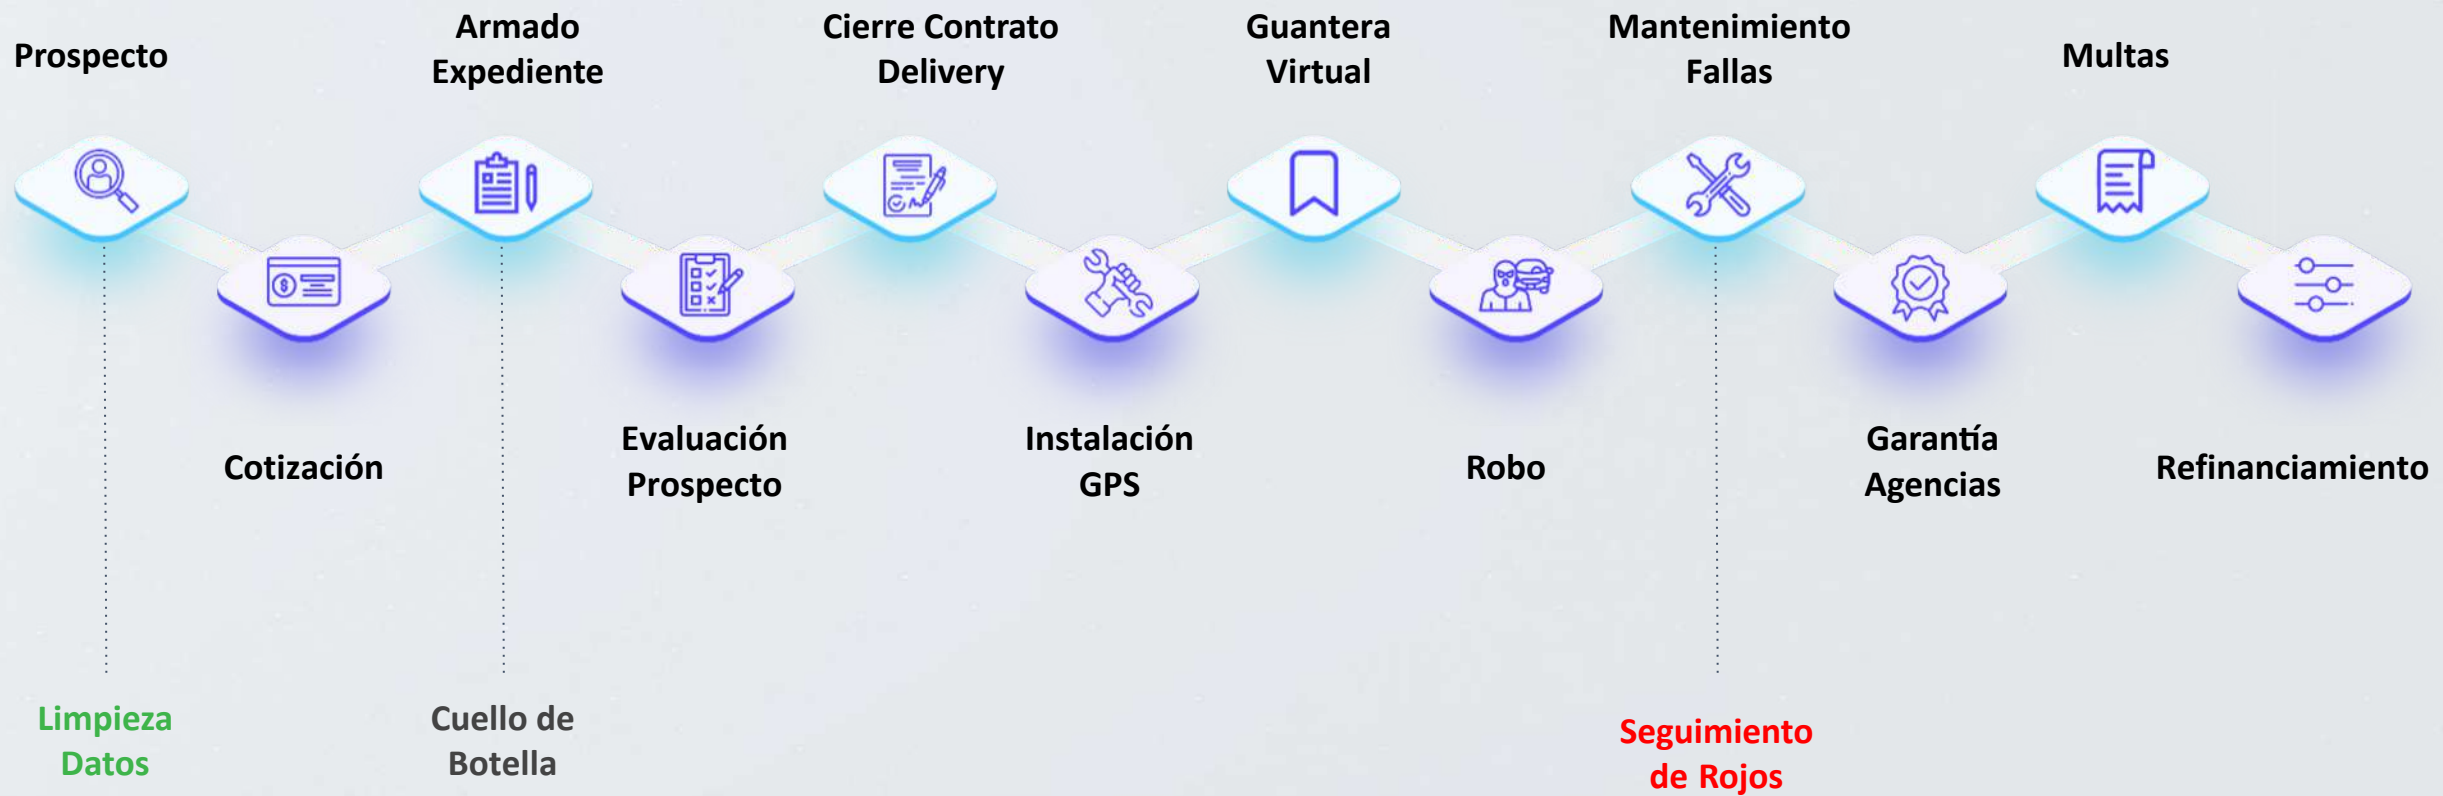 Prospecto
Armado
Expediente
Cierre Contrato
Delivery
Guantera
Virtual
Mantenimiento
Fallas
Multas
Cotización
Evaluación
Prospecto
Instalación
GPS
Robo
Garantía
Agencias
Refinanciamiento
Limpieza
Datos
Cuello de
Botella
Seguimiento
de Rojos